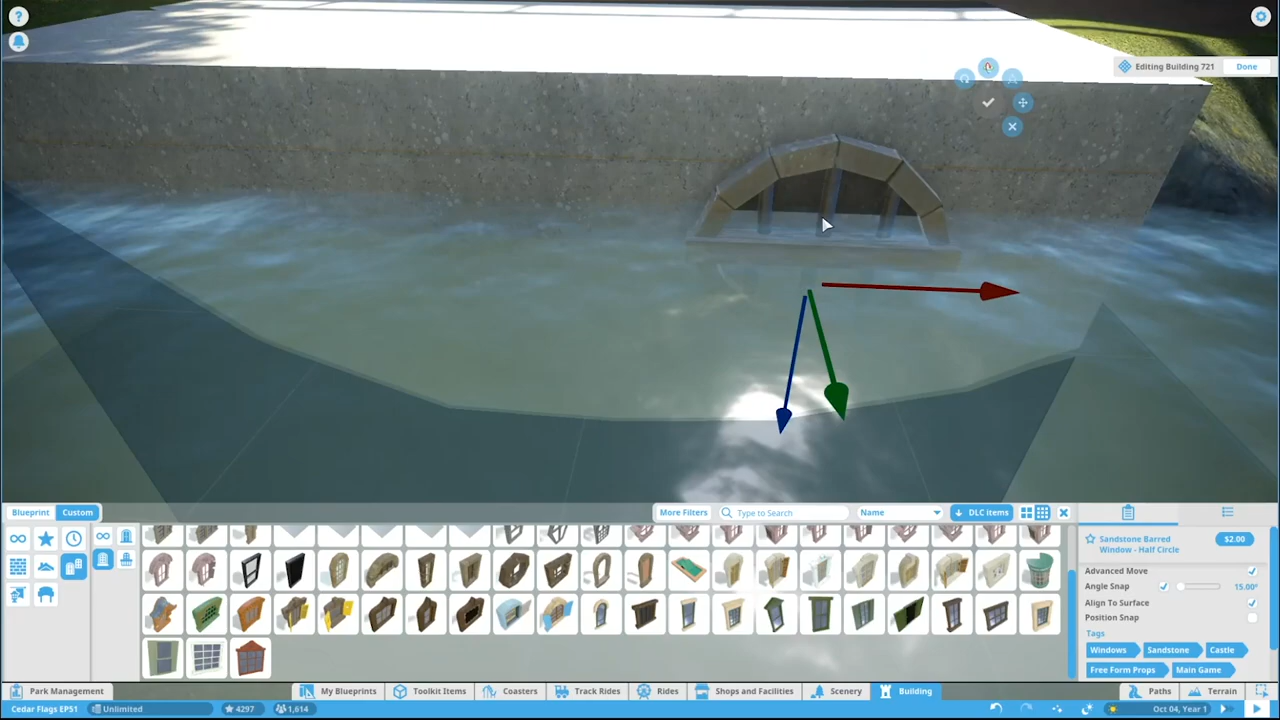 ?
Editing Building 721 Done
Blueprint Custom
More Filters Type to Search Name DLC items
Sandstone Barred Window - Half Circle $2.00
Advanced Move
Angle Snap 15.00°
Align To Surface
Position Snap
Tags
Windows Sandstone Castle
Free Form Props Main Game
Park Management My Blueprints Toolkit Items Coasters Track Rides Rides Shops and Facilities Scenery Building Paths Terrain
Cedar Flags EP51 Unlimited 4297 1,614 Oct 04, Year 1